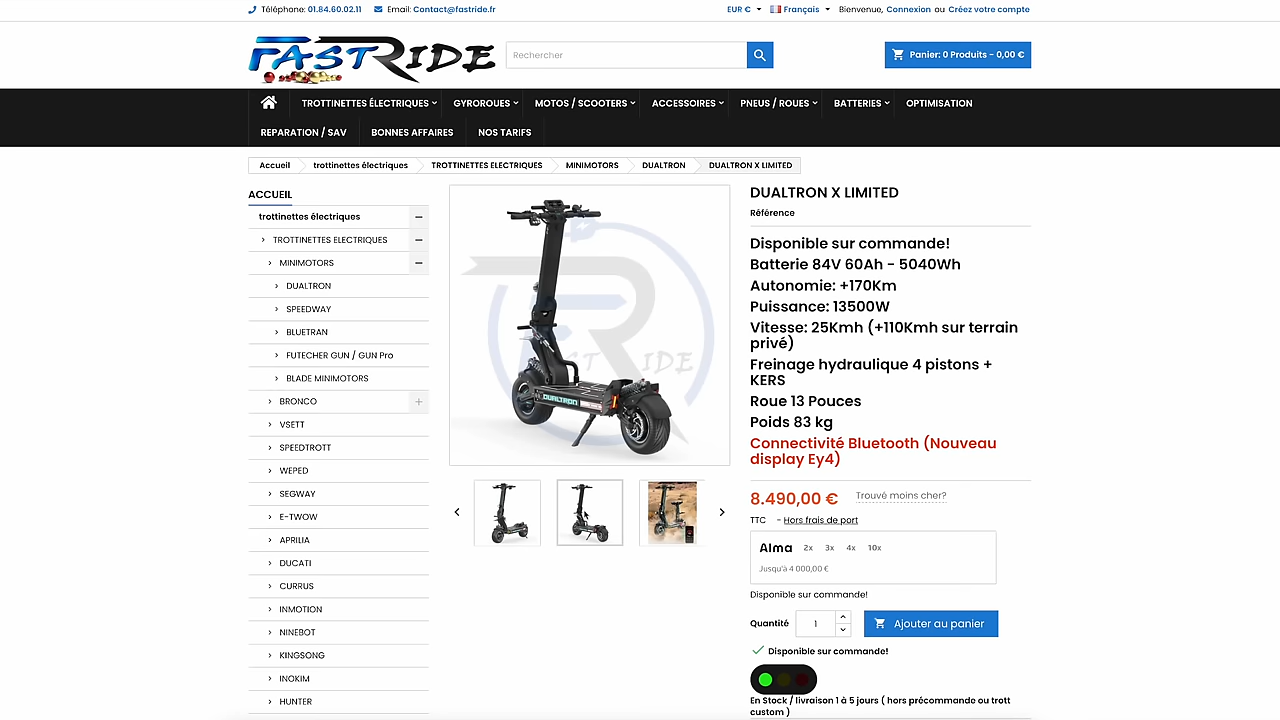 Téléphone: 01.84.60.02.11
Email: Contact@fastride.fr
EUR €
Français
Bienvenue, Connexion ou Créez votre compte
FASTRIDE
Rechercher
Panier: 0 Produits - 0,00 €
TROTTINETTES ÉLECTRIQUES
GYROROUES
MOTOS / SCOOTERS
ACCESSOIRES
PNEUS / ROUES
BATTERIES
OPTIMISATION
REPARATION / SAV
BONNES AFFAIRES
NOS TARIFS
Accueil
trottinettes électriques
TROTTINETTES ELECTRIQUES
MINIMOTORS
DUALTRON
DUALTRON X LIMITED
ACCUEIL
trottinettes électriques
TROTTINETTES ELECTRIQUES
MINIMOTORS
DUALTRON
SPEEDWAY
BLUETRAN
FUTECHER GUN / GUN Pro
BLADE MINIMOTORS
BRONCO
VSETT
SPEEDTROTT
WEPED
SEGWAY
E-TWOW
APRILIA
DUCATI
CURRUS
INMOTION
NINEBOT
KINGSONG
INOKIM
HUNTER
FAST RIDE
DUALTRON
DUALTRON X LIMITED
Référence
Disponible sur commande!
Batterie 84V 60Ah - 5040Wh
Autonomie: +170Km
Puissance: 13500W
Vitesse: 25Kmh (+110Kmh sur terrain
privé)
Freinage hydraulique 4 pistons +
KERS
Roue 13 Pouces
Poids 83 kg
Connectivité Bluetooth (Nouveau
display Ey4)
8.490,00 €
Trouvé moins cher?
TTC - Hors frais de port
Alma 2x 3x 4x 10x
Jusqu'à 4 000,00 €
Disponible sur commande!
Quantité
1
Ajouter au panier
Disponible sur commande!
En Stock / livraison 1 à 5 jours ( hors précommande ou trott
custom )